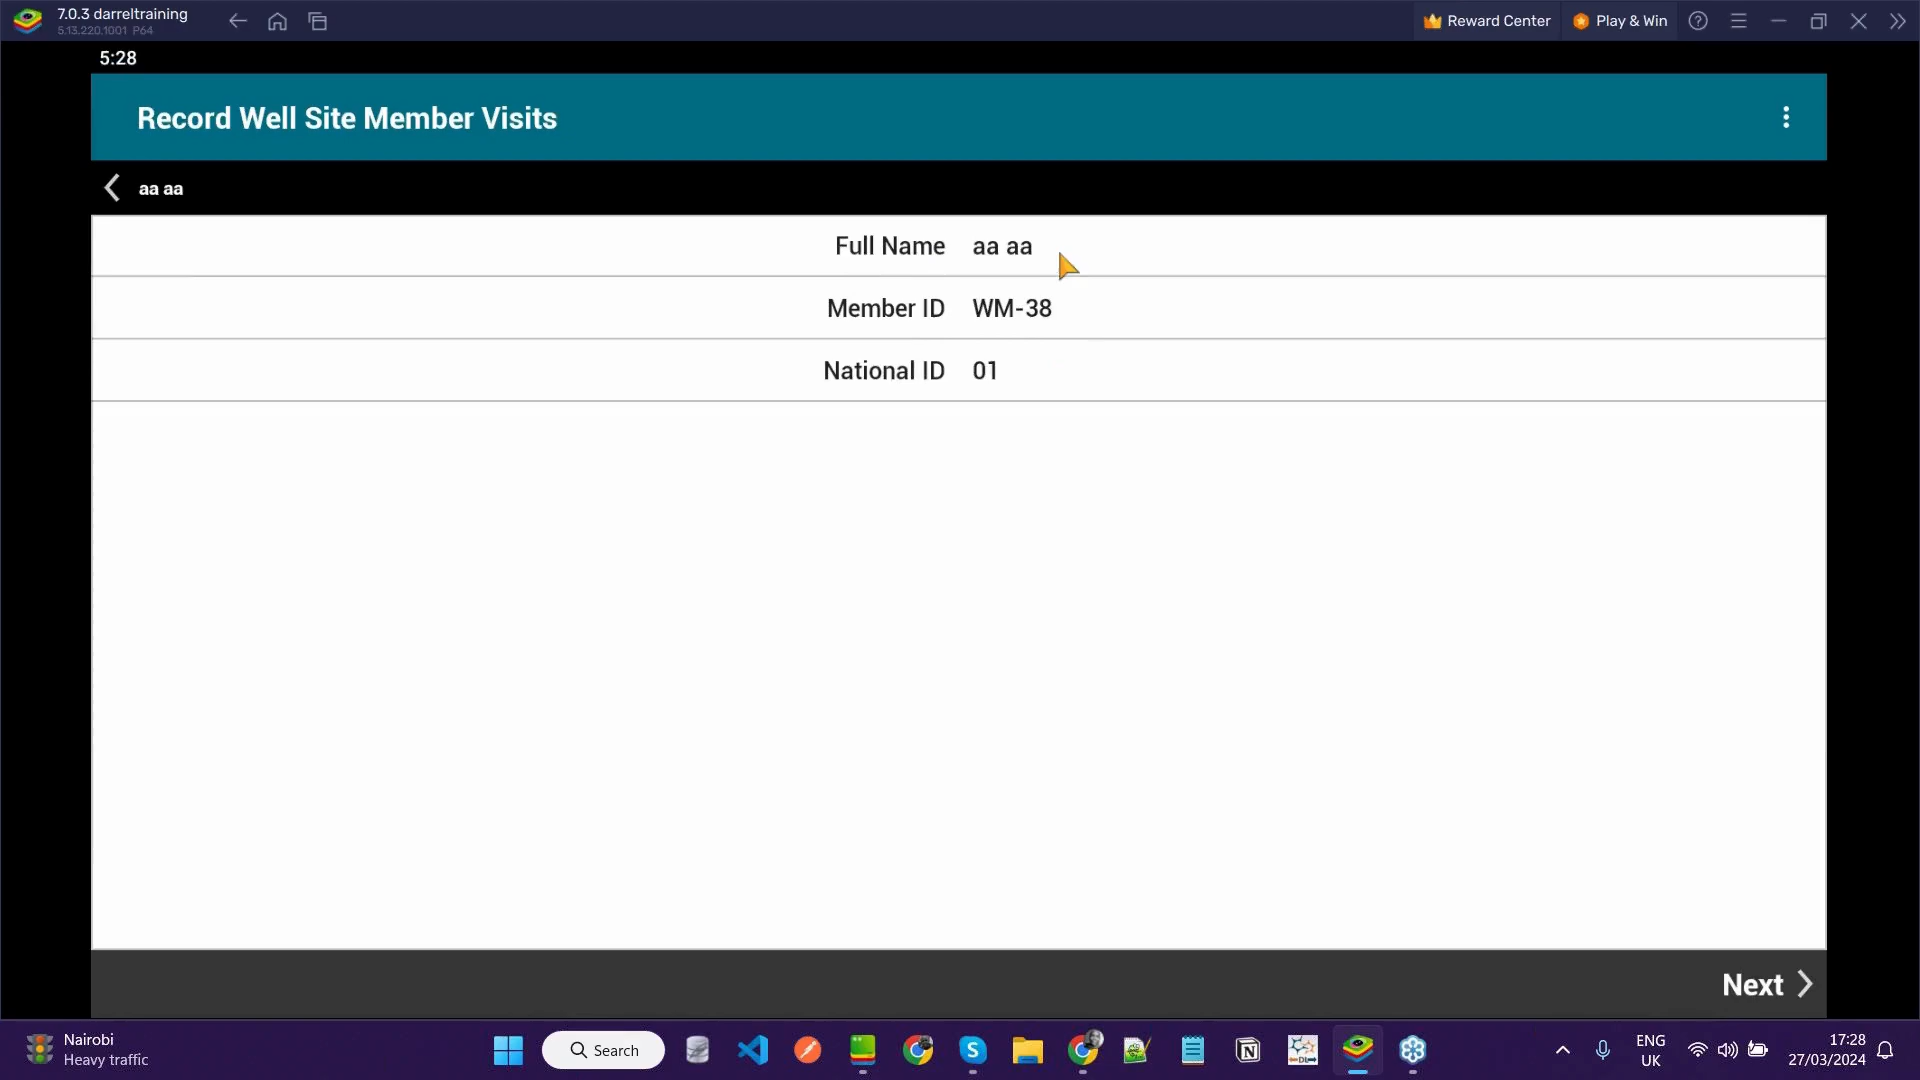 7.0.3 darreltraining
5.13.220.1001 P64
Reward Center
Play & Win
5:28
Record Well Site Member Visits
aa aa
Full Name aa aa
Member ID WM-38
National ID 01
Next
Nairobi
Heavy traffic
Search
ENG
UK
17:28
27/03/2024